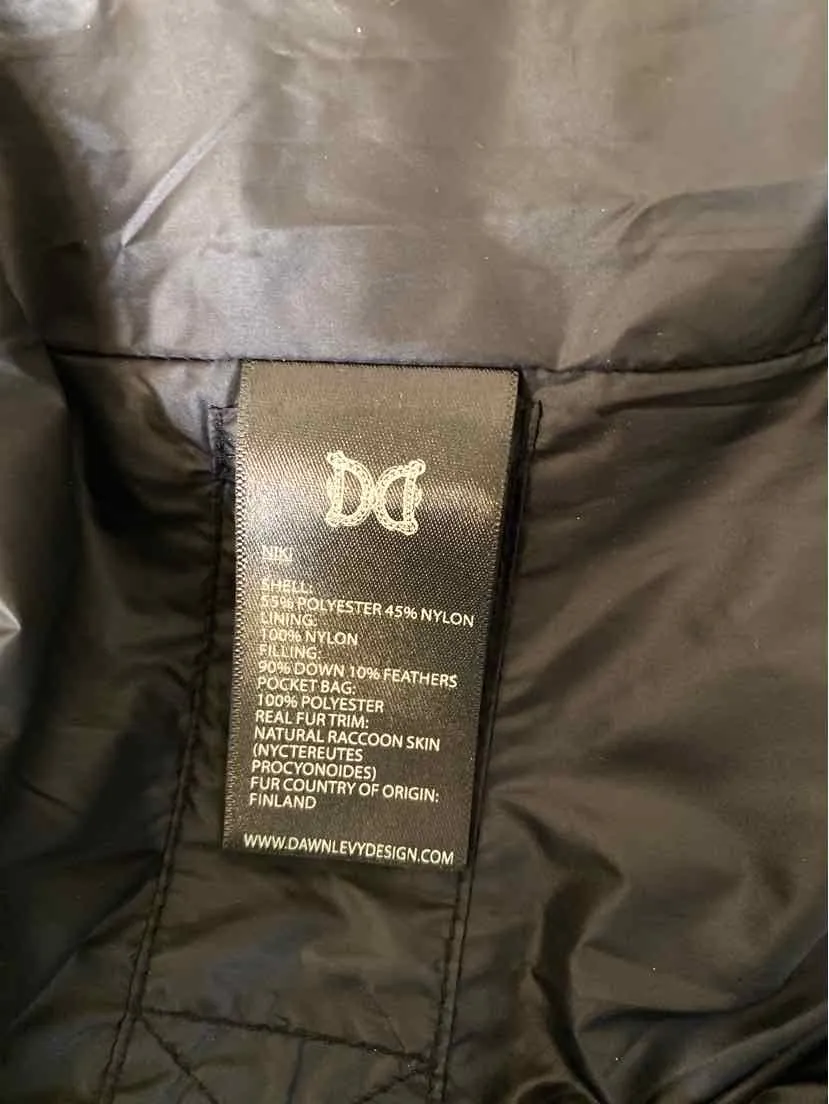 DD
NIKI
SHELL:
55% POLYESTER 45% NYLON
LINING:
100% NYLON
FILLING:
90% DOWN 10% FEATHERS
POCKET BAG:
100% POLYESTER
REAL FUR TRIM:
NATURAL RACCOON SKIN
(NYCTEREUTES
PROCYONOIDES)
FUR COUNTRY OF ORIGIN:
FINLAND
WWW.DAWNLEVYDESIGN.COM